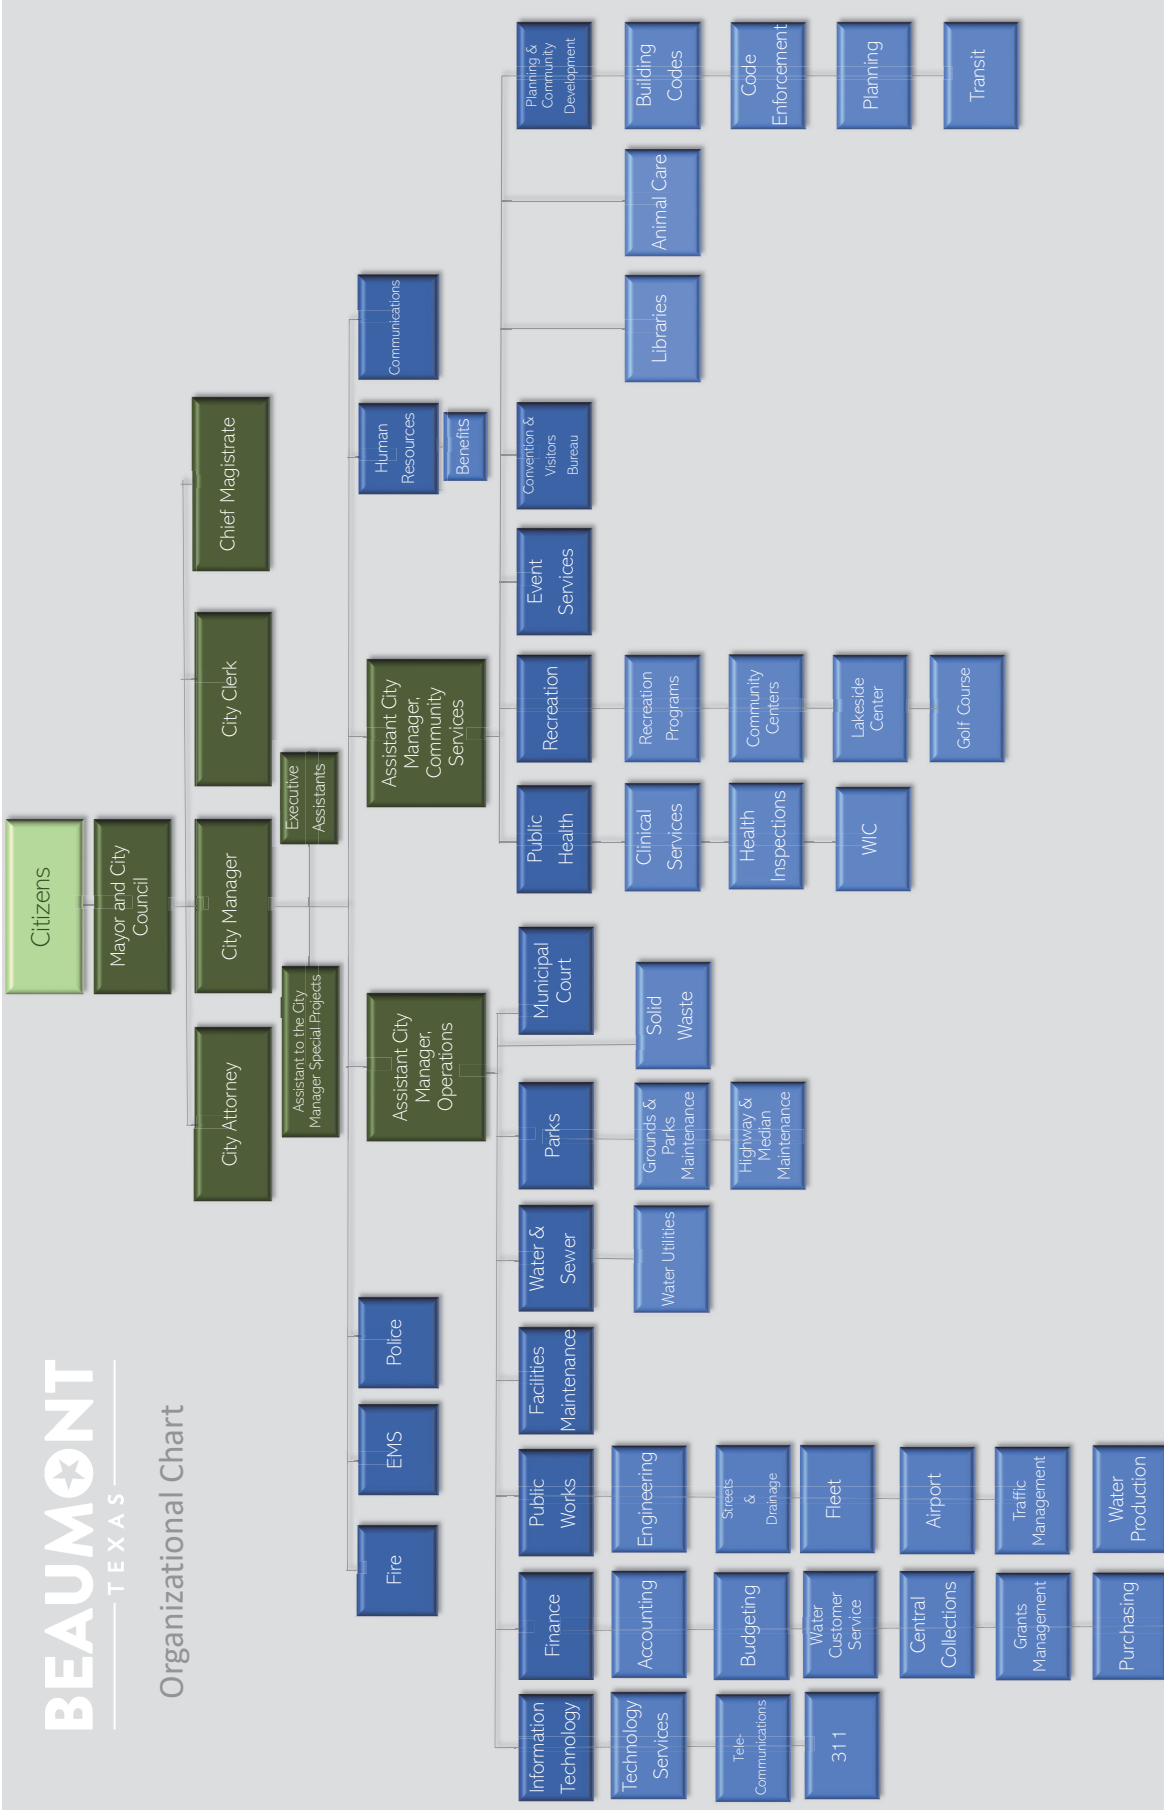 BEAUMONT
TEXAS
Organizational Chart
Citizens
Mayor and City
Council
City Attorney
City Manager
City Clerk
Chief Magistrate
Assistant to the City
Manager Special Projects
Executive
Assistants
Fire
EMS
Police
Assistant City
Manager,
Operations
Assistant City
Manager,
Community
Services
Human
Resources
Benefits
Communications
Information
Technology
Technology
Services
Tele-
Communications
311
Finance
Accounting
Budgeting
Water
Customer
Service
Central
Collections
Grants
Management
Purchasing
Public
Works
Engineering
Streets
&
Drainage
Fleet
Airport
Traffic
Management
Water
Production
Facilities
Maintenance
Water &
Sewer
Water Utilities
Parks
Grounds &
Parks
Maintenance
Highway &
Median
Maintenance
Solid
Waste
Municipal
Court
Public
Health
Clinical
Services
Health
Inspections
WIC
Recreation
Recreation
Programs
Community
Centers
Lakeside
Center
Golf Course
Event
Services
Convention &
Visitors
Bureau
Libraries
Animal Care
Planning &
Community
Development
Building
Codes
Code
Enforcement
Planning
Transit